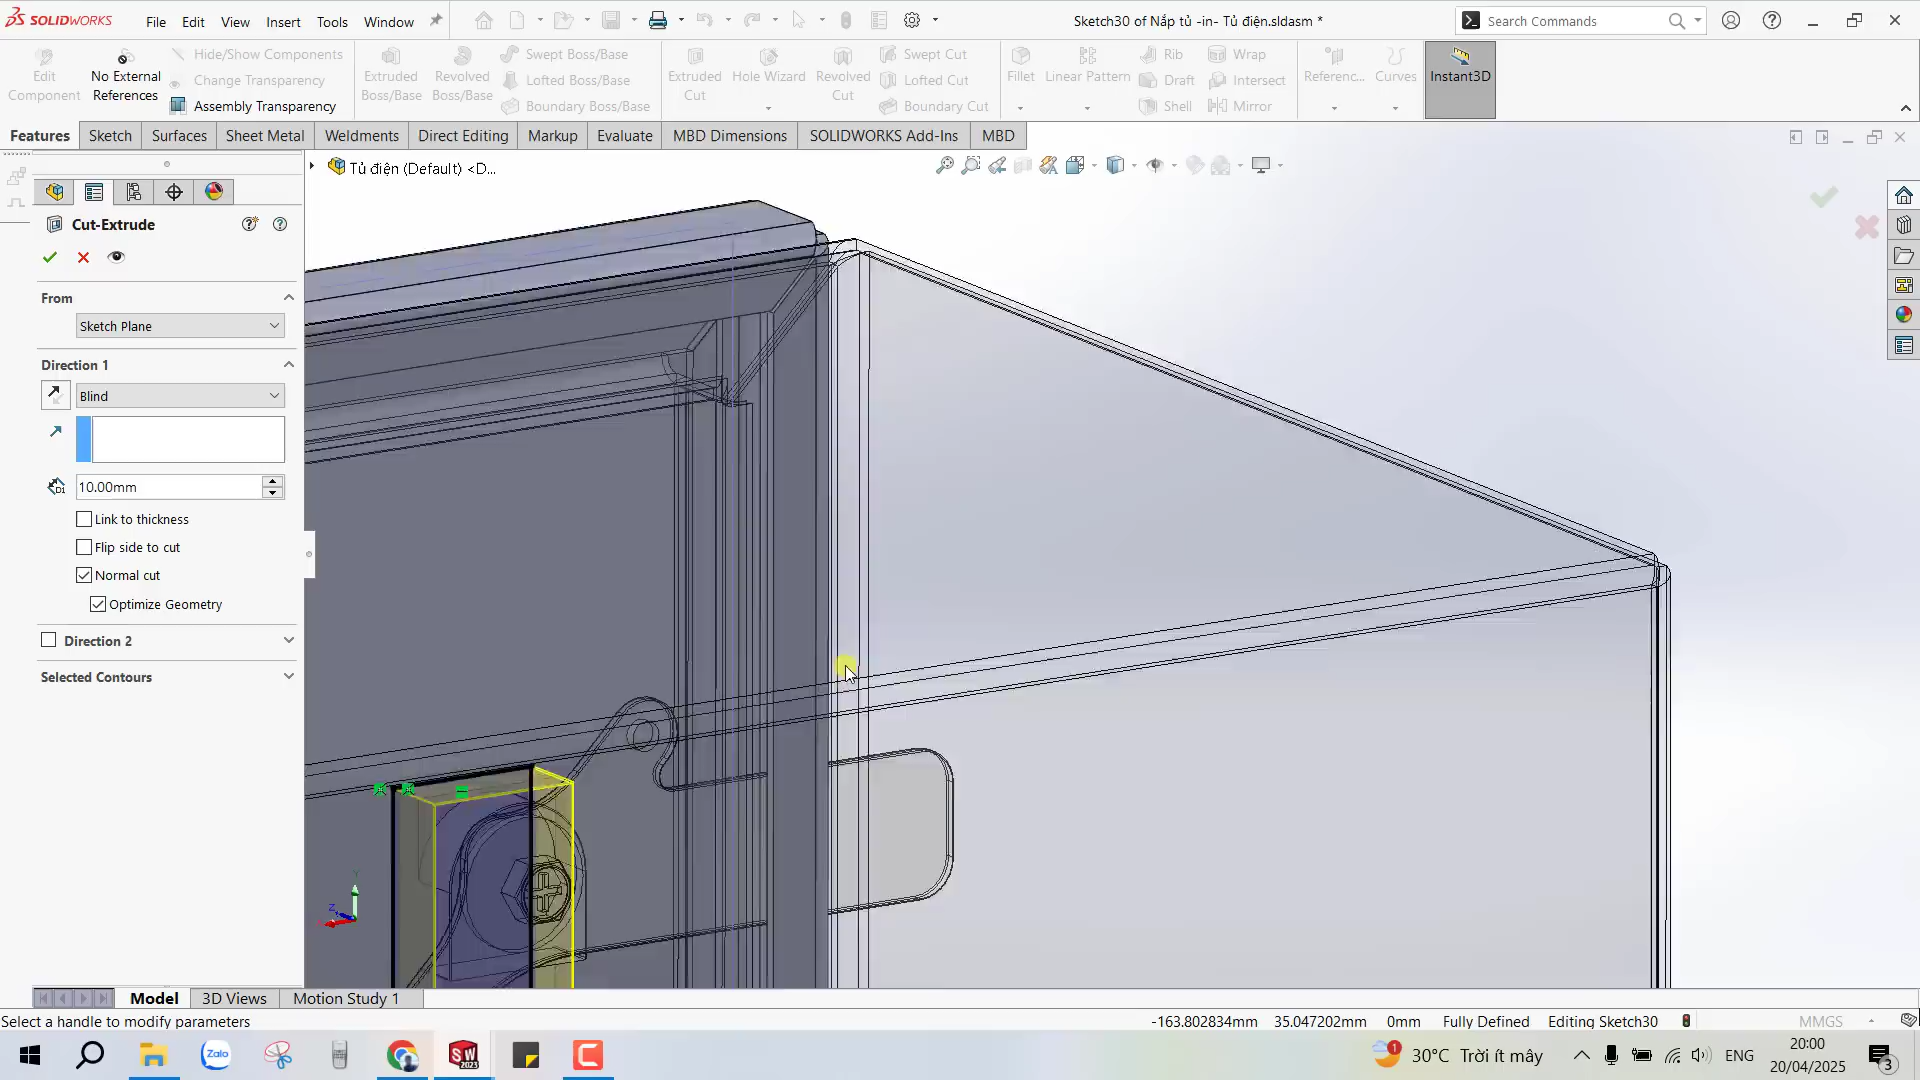 SOLIDWORKS
File Edit View Insert Tools Window
Sketch30 of Nắp tủ -in- Tủ điện.sldasm *
Search Commands
Edit Component
No External References
Hide/Show Components
Change Transparency
Assembly Transparency
Extruded Boss/Base
Revolved Boss/Base
Swept Boss/Base
Lofted Boss/Base
Boundary Boss/Base
Extruded Cut
Hole Wizard
Revolved Cut
Swept Cut
Lofted Cut
Boundary Cut
Fillet
Linear Pattern
Rib
Draft
Shell
Wrap
Intersect
Mirror
Referenc...
Curves
Instant3D
Features Sketch Surfaces Sheet Metal Weldments Direct Editing Markup Evaluate MBD Dimensions SOLIDWORKS Add-Ins MBD
Tủ điện (Default) <D...
Cut-Extrude
From
Sketch Plane
Direction 1
Blind
D1
10.00mm
Link to thickness
Flip side to cut
Normal cut
Optimize Geometry
Direction 2
Selected Contours
Y
Z
Model 3D Views Motion Study 1
Select a handle to modify parameters
-163.802834mm 35.047202mm 0mm Fully Defined Editing Sketch30 MMGS
Zalo
SW
2023
1
30°C Trời ít mây
ENG
20:00
20/04/2025
3